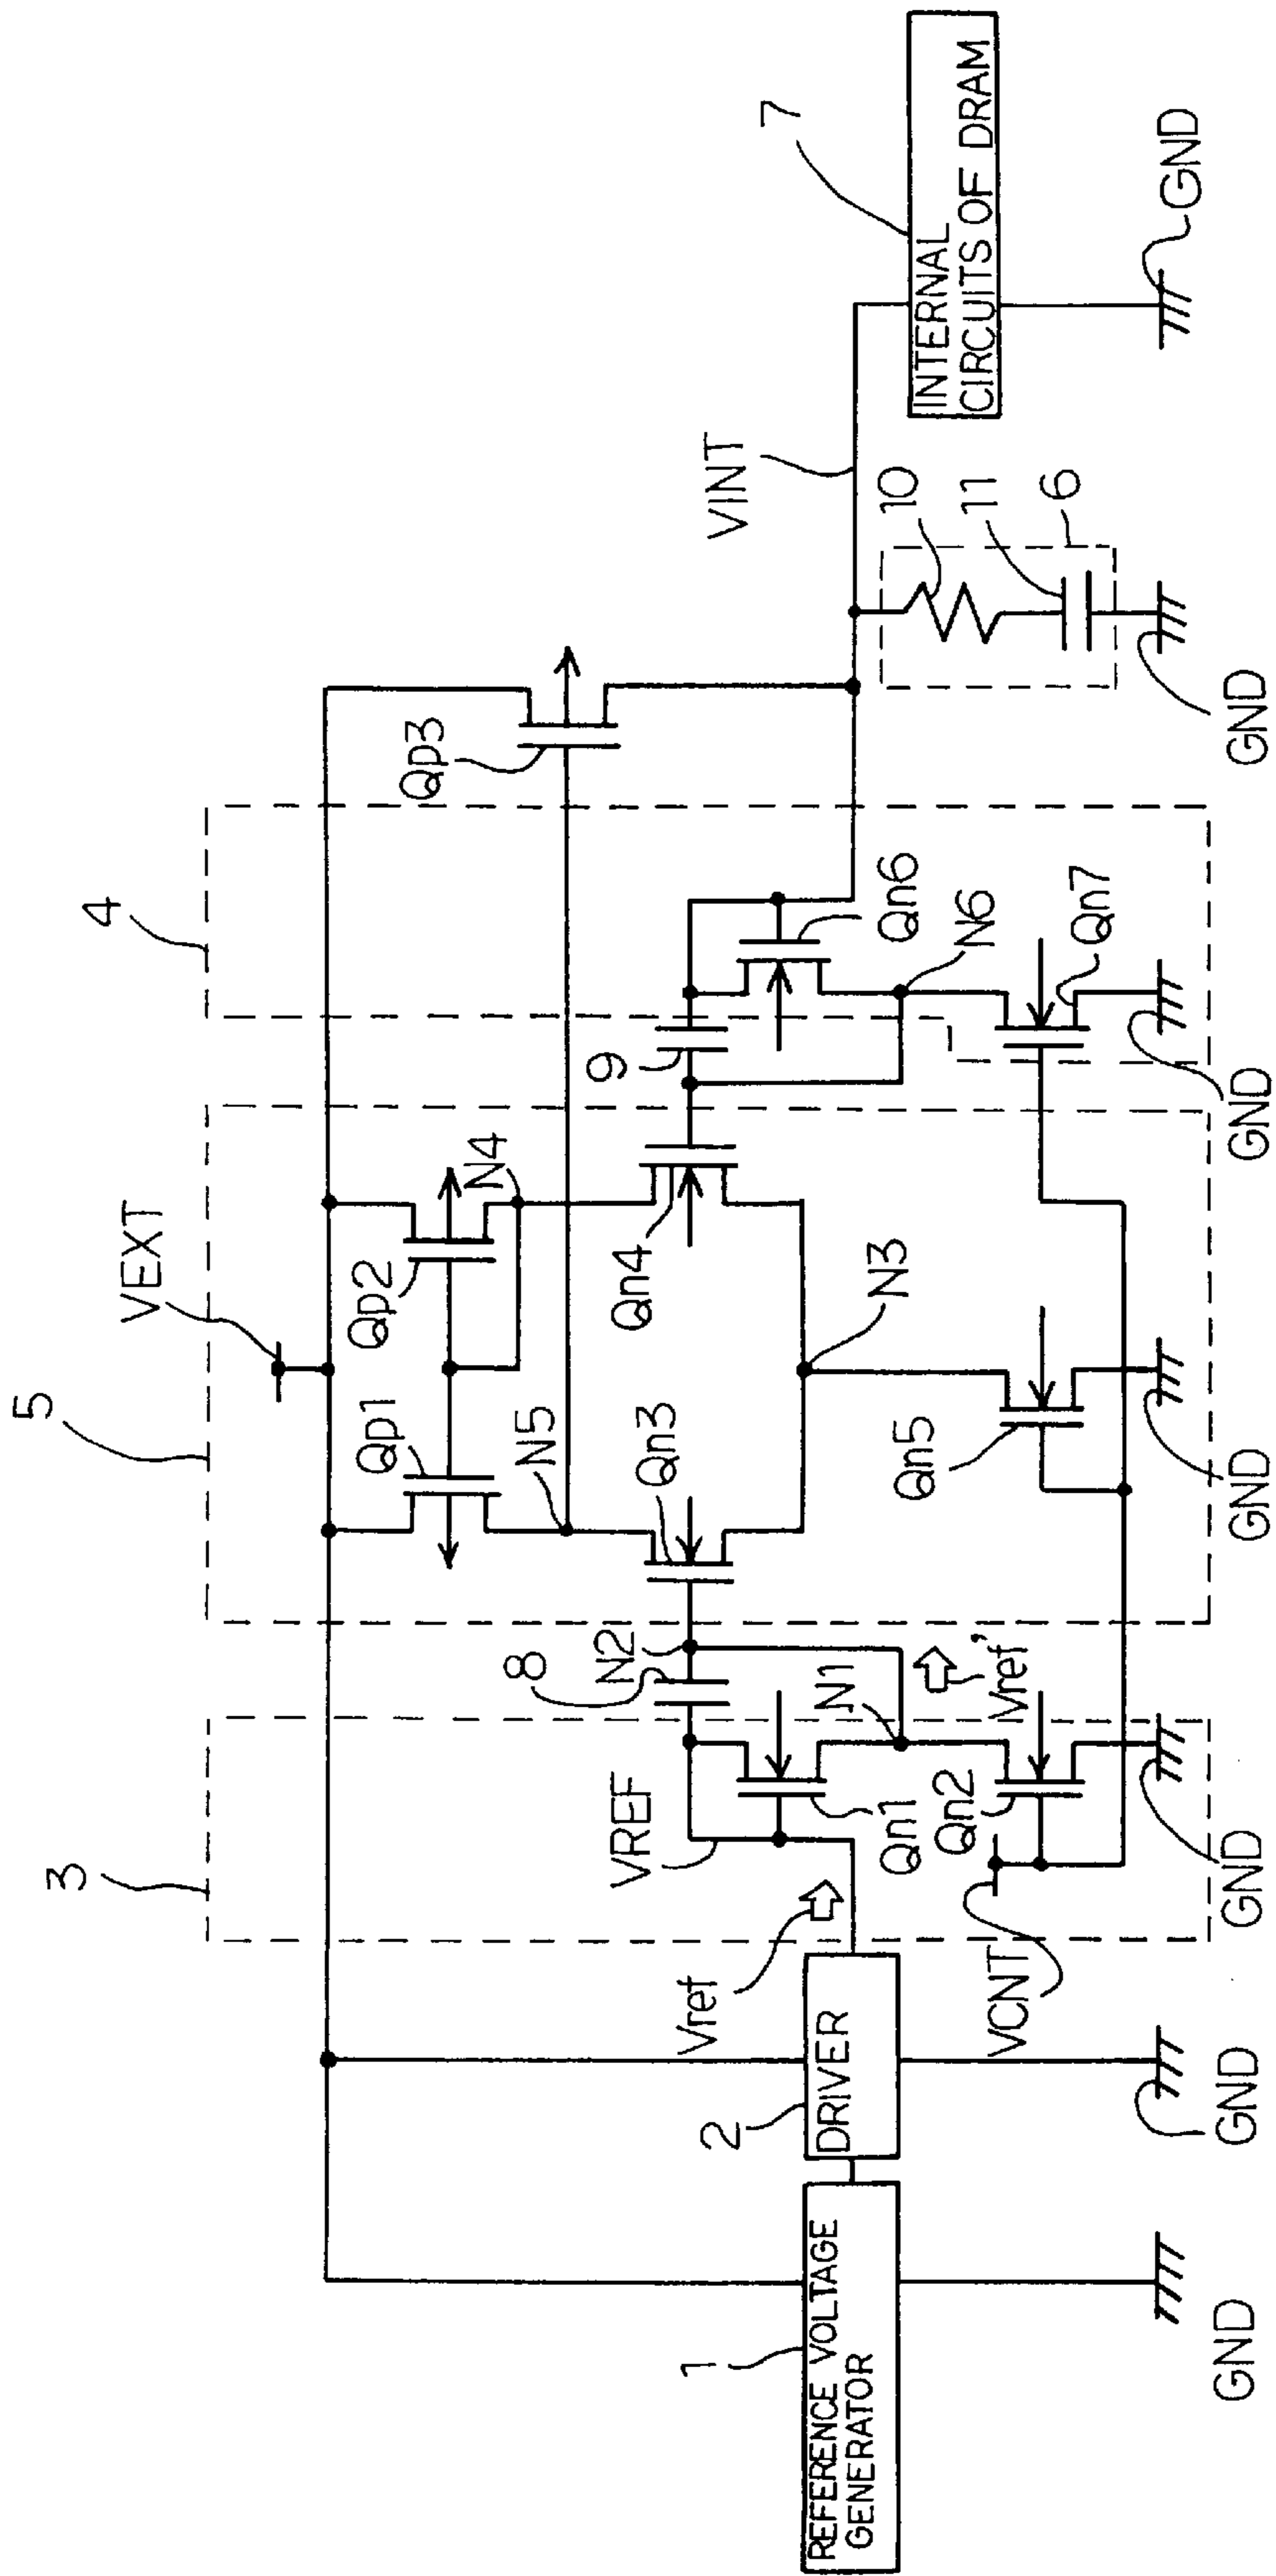 5
VEXT
4
3
Qp1
Qp2
N4
Qp3
7
N5
8
N2
Qn3
Qn4
9
VINT
INTERNAL
CIRCUITS OF DRAM
VREF
Vref
Qn1
N1
Vref'
N3
Qn6
N6
10
11
6
1
REFERENCE VOLTAGE
GENERATOR
2
DRIVER
VCNT
Qn2
Qn5
Qn7
GND
GND
GND
GND
GND
GND
GND